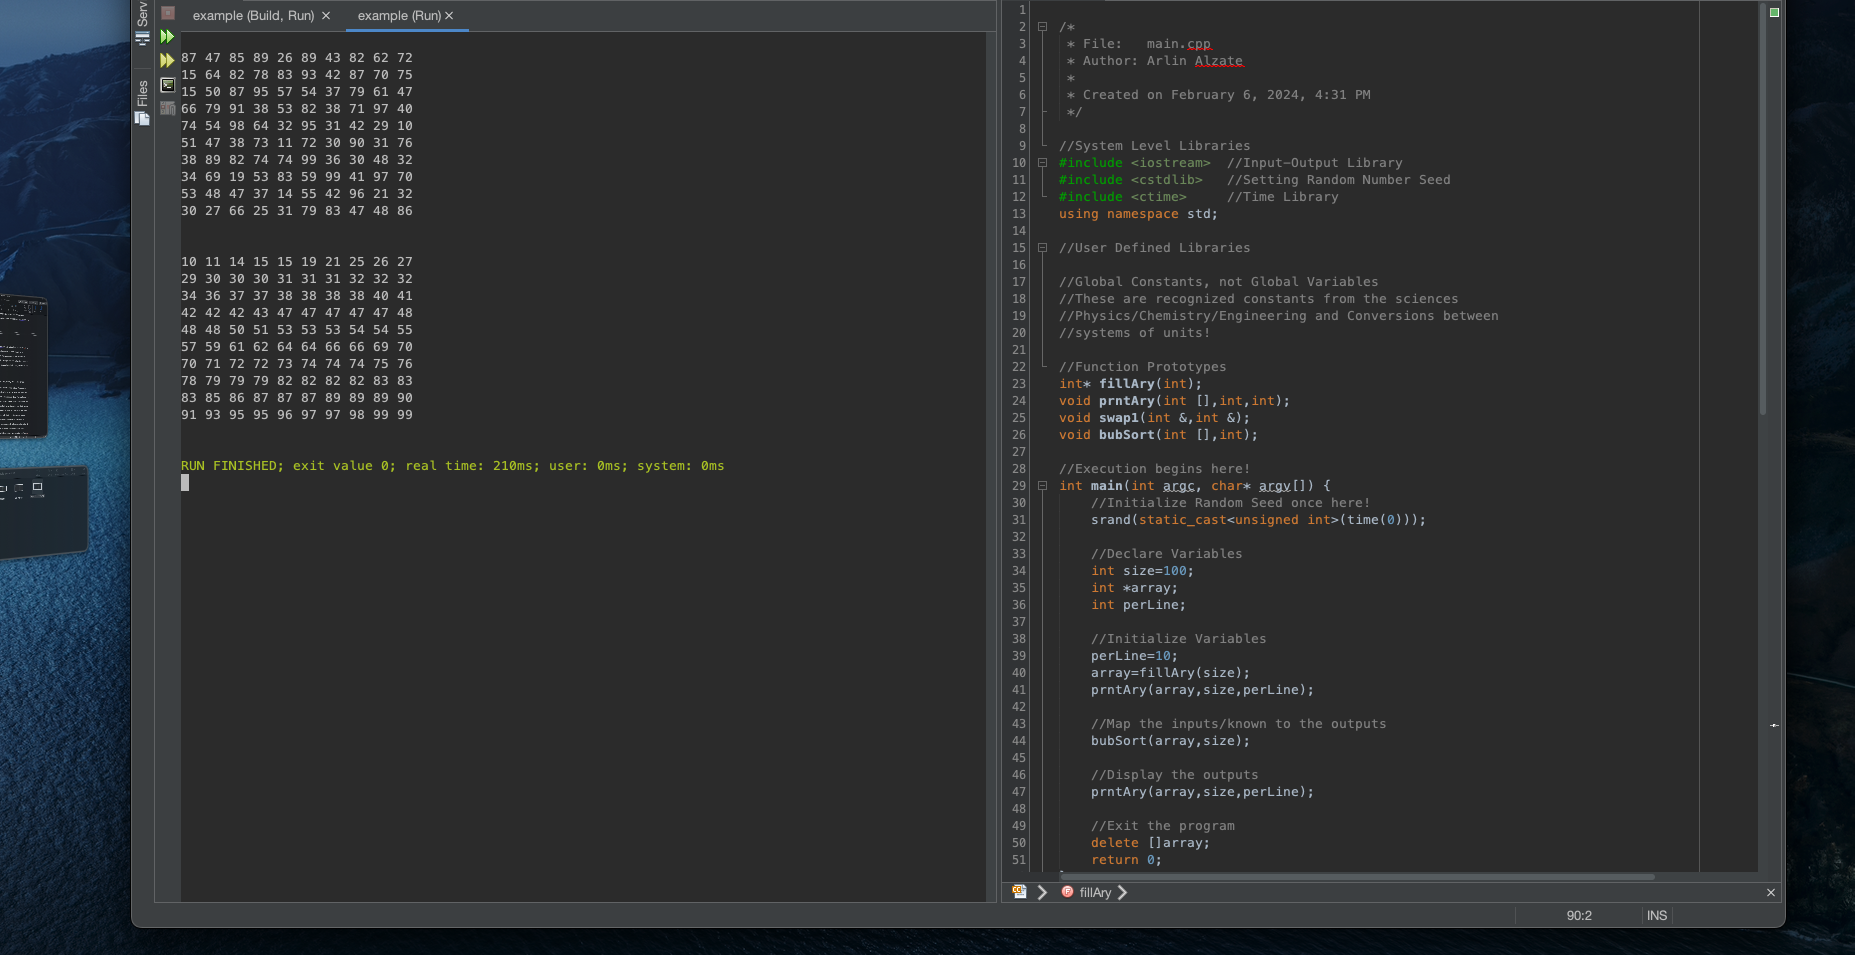 Serv
Files
example (Build, Run) ×
example (Run) ×
87 47 85 89 26 89 43 82 62 72
15 64 82 78 83 93 42 87 70 75
15 50 87 95 57 54 37 79 61 47
66 79 91 38 53 82 38 71 97 40
74 54 98 64 32 95 31 42 29 10
51 47 38 73 11 72 30 90 31 76
38 89 82 74 74 99 36 30 48 32
34 69 19 53 83 59 99 41 97 70
53 48 47 37 14 55 42 96 21 32
30 27 66 25 31 79 83 47 48 86
10 11 14 15 15 19 21 25 26 27
29 30 30 30 31 31 31 32 32 32
34 36 37 37 38 38 38 38 40 41
42 42 42 43 47 47 47 47 47 48
48 48 50 51 53 53 53 54 54 55
57 59 61 62 64 64 66 66 69 70
70 71 72 72 73 74 74 74 75 76
78 79 79 79 82 82 82 82 83 83
83 85 86 87 87 87 89 89 89 90
91 93 95 95 96 97 97 98 99 99
RUN FINISHED; exit value 0; real time: 210ms; user: 0ms; system: 0ms
1
2 /*
3 * File: main.cpp
4 * Author: Arlin Alzate
5 *
6 * Created on February 6, 2024, 4:31 PM
7 */
8
9 //System Level Libraries
10 #include <iostream> //Input-Output Library
11 #include <cstdlib> //Setting Random Number Seed
12 #include <ctime> //Time Library
13 using namespace std;
14
15 //User Defined Libraries
16
17 //Global Constants, not Global Variables
18 //These are recognized constants from the sciences
19 //Physics/Chemistry/Engineering and Conversions between
20 //systems of units!
21
22 //Function Prototypes
23 int* fillAry(int);
24 void prntAry(int [],int,int);
25 void swap1(int &,int &);
26 void bubSort(int [],int);
27
28 //Execution begins here!
29 int main(int argc, char* argv[]) {
30 //Initialize Random Seed once here!
31 srand(static_cast<unsigned int>(time(0)));
32
33 //Declare Variables
34 int size=100;
35 int *array;
36 int perLine;
37
38 //Initialize Variables
39 perLine=10;
40 array=fillAry(size);
41 prntAry(array,size,perLine);
42
43 //Map the inputs/known to the outputs
44 bubSort(array,size);
45
46 //Display the outputs
47 prntAry(array,size,perLine);
48
49 //Exit the program
50 delete []array;
51 return 0;
fillAry
90:2 INS